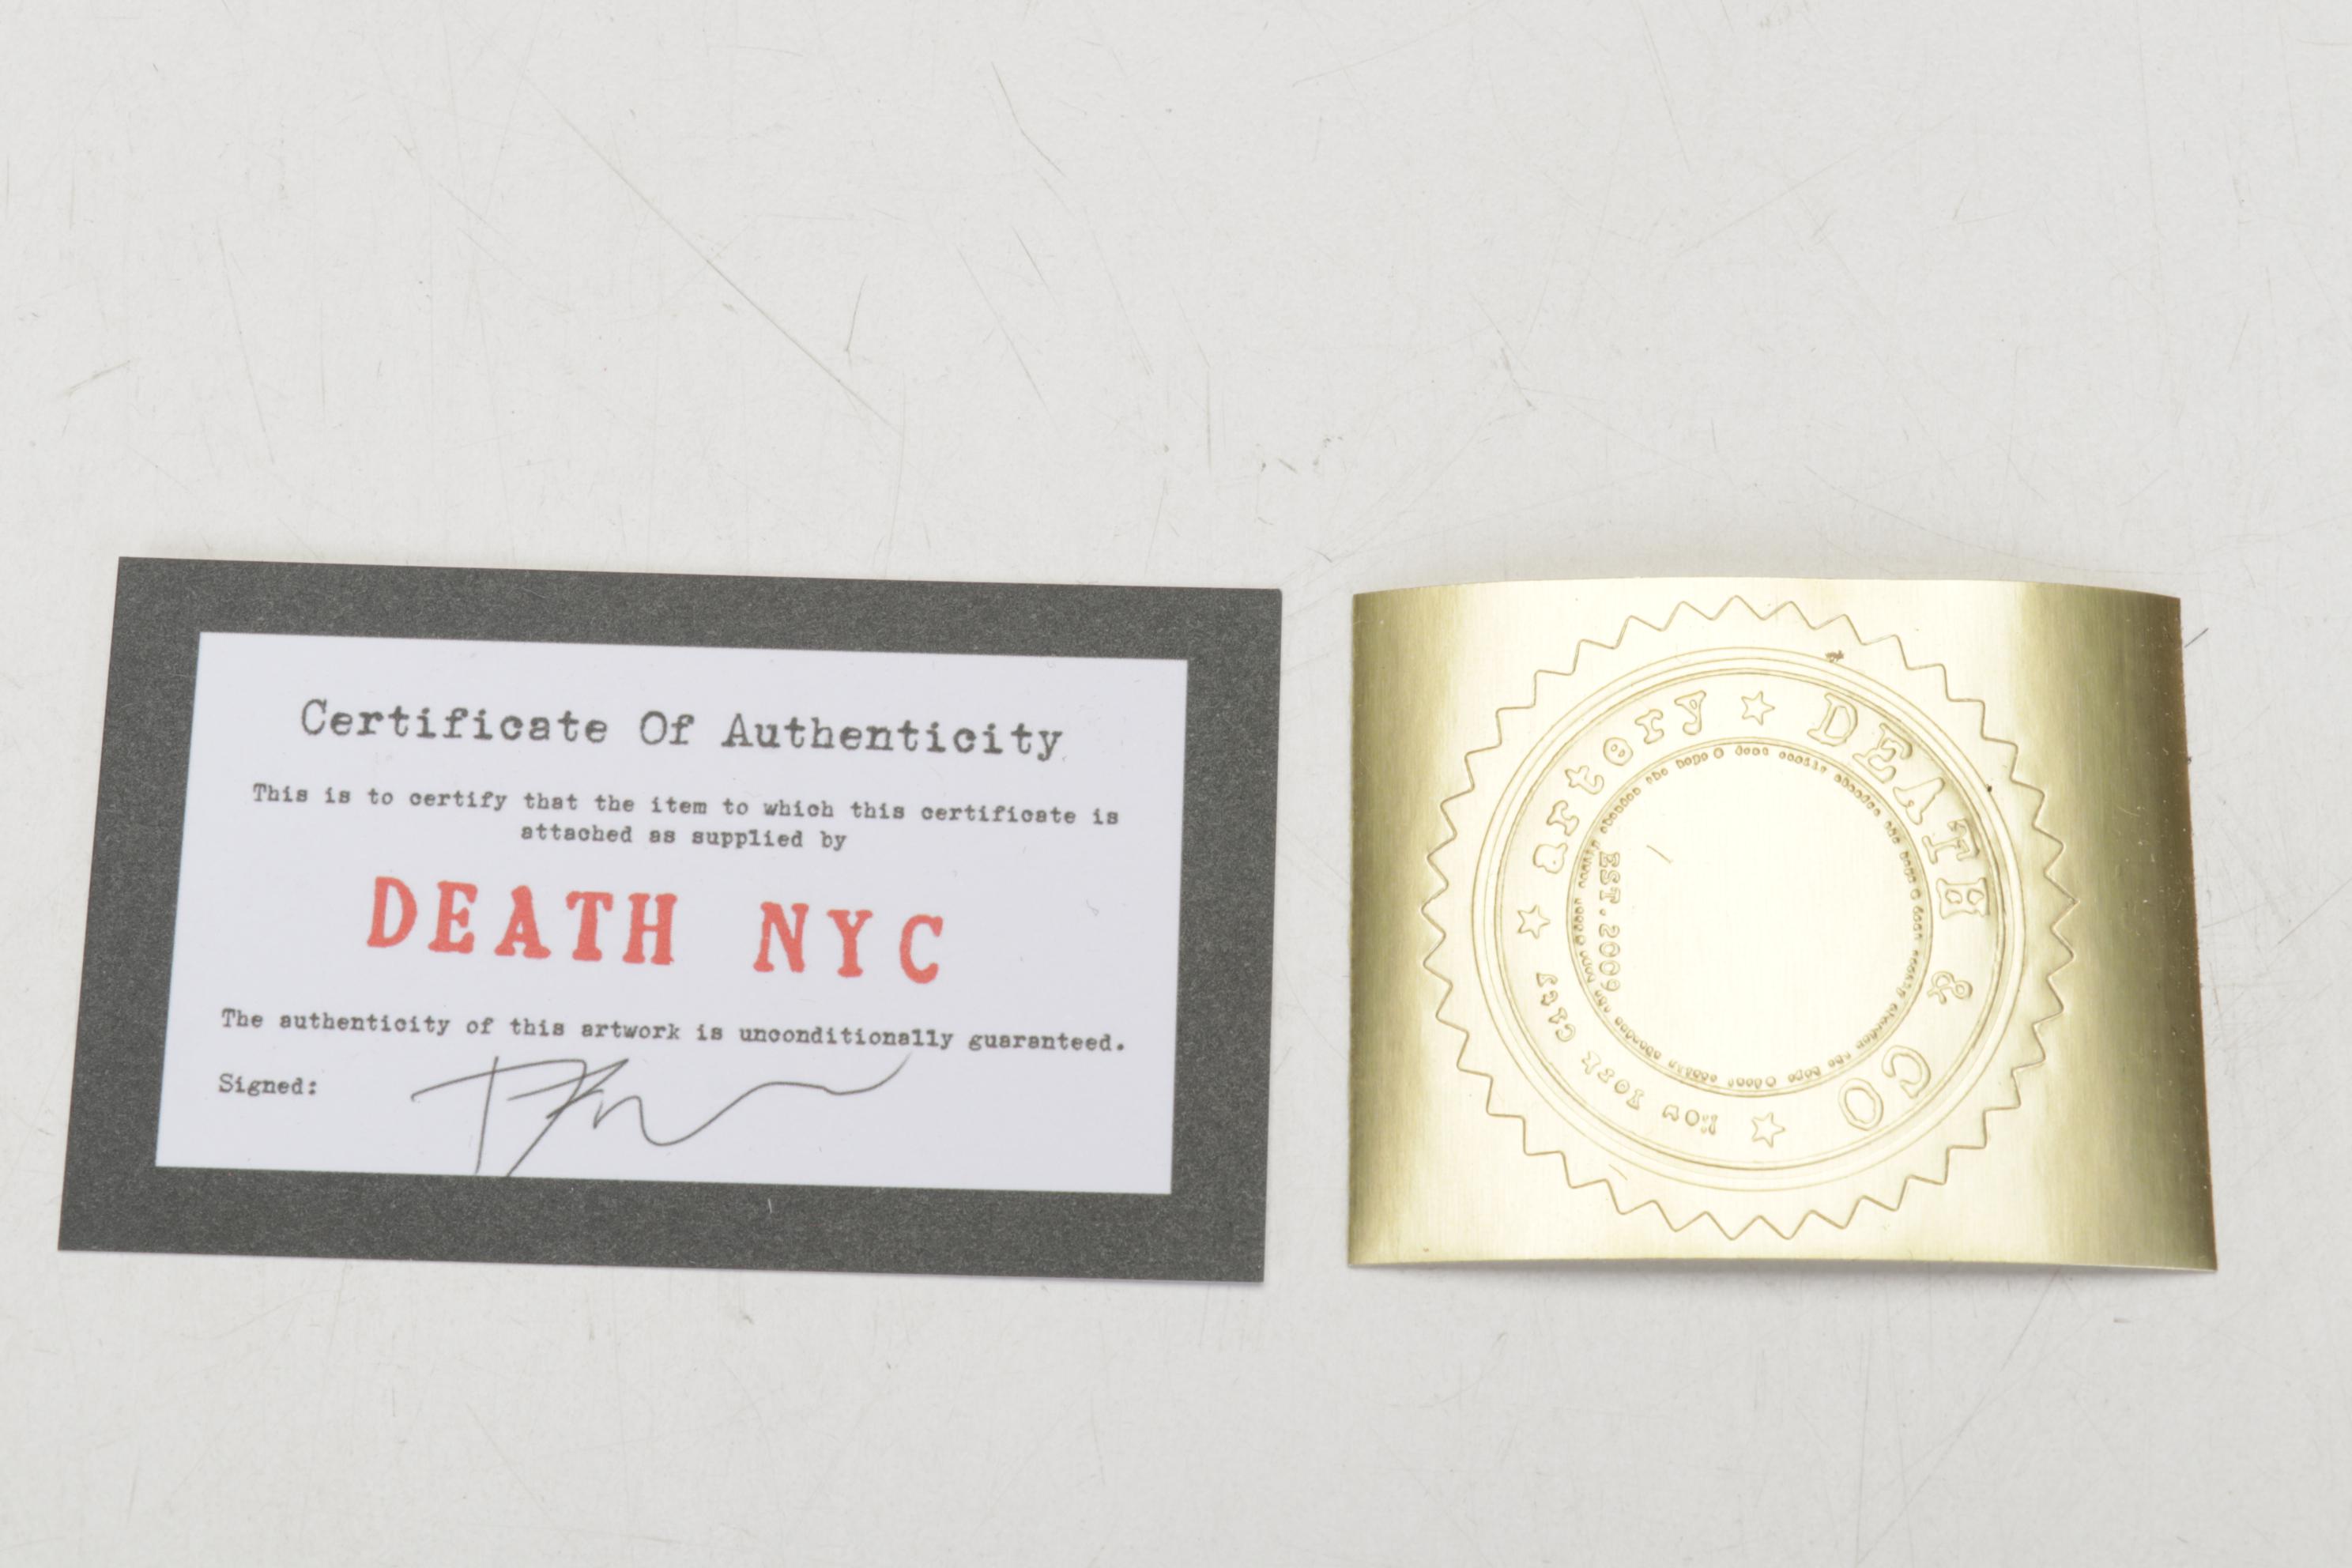 Certificate Of Authenticity
This is to certify that the item to which this certificate is
attached as supplied by
DEATH NYC
The authenticity of this artwork is unconditionally guaranteed.
Signed:
DEATH & CO
New York City
artery
EST.2009